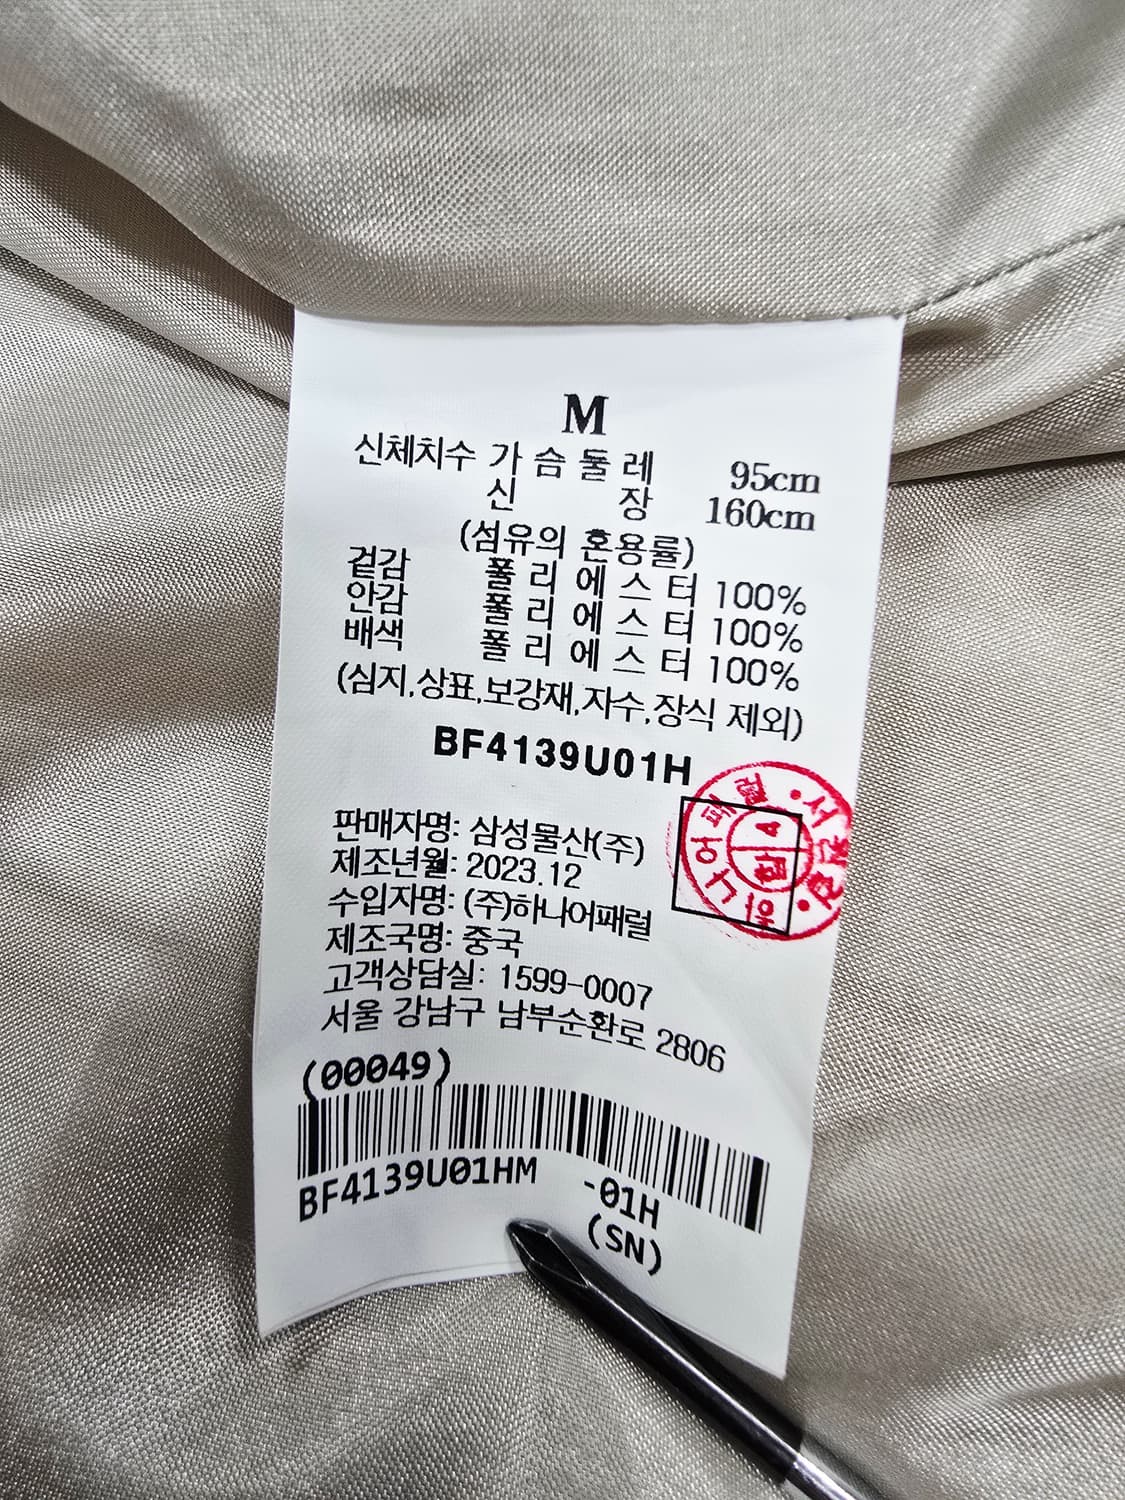 M
신체치수 가슴둘레 95cm
신장 160cm
(섬유의 혼용률)
겉감 폴리에스터 100%
안감 폴리에스터 100%
배색 폴리에스터 100%
(심지,상표,보강재,자수,장식 제외)
BF4139U01H
판매자명: 삼성물산(주)
제조년월: 2023.12
수입자명: (주)하나어패럴
제조국명: 중국
고객상담실: 1599-0007
서울 강남구 남부순환로 2806
(00049)
BF4139U01HM -01H
(SN)